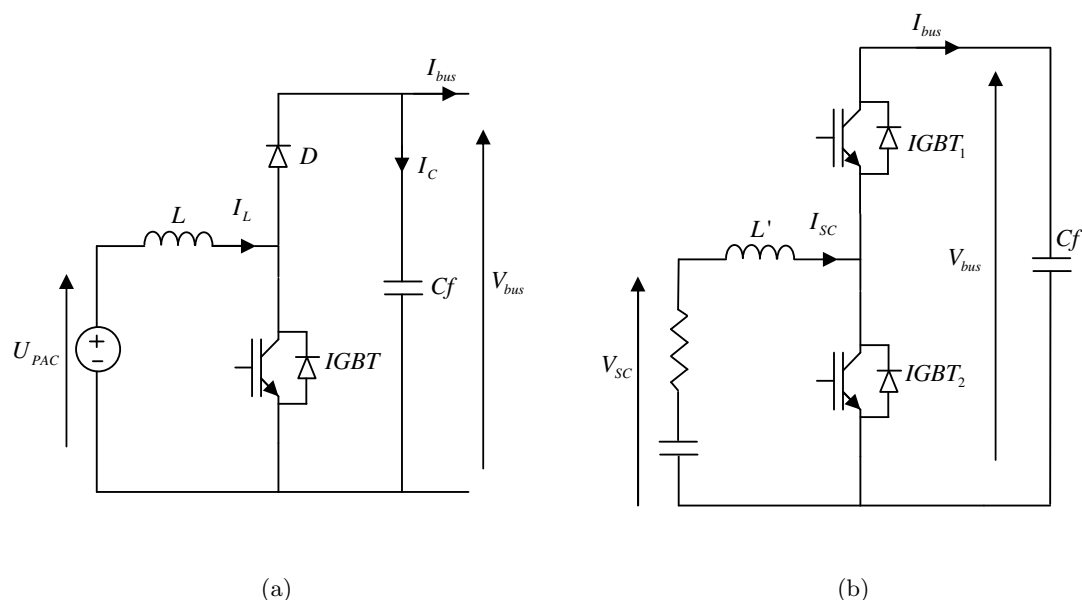 I_bus
D
I_C
L
I_L
Cf
V_bus
U_PAC
+
−
IGBT
(a)
I_bus
IGBT_1
L'
I_SC
V_bus
Cf
V_SC
IGBT_2
(b)